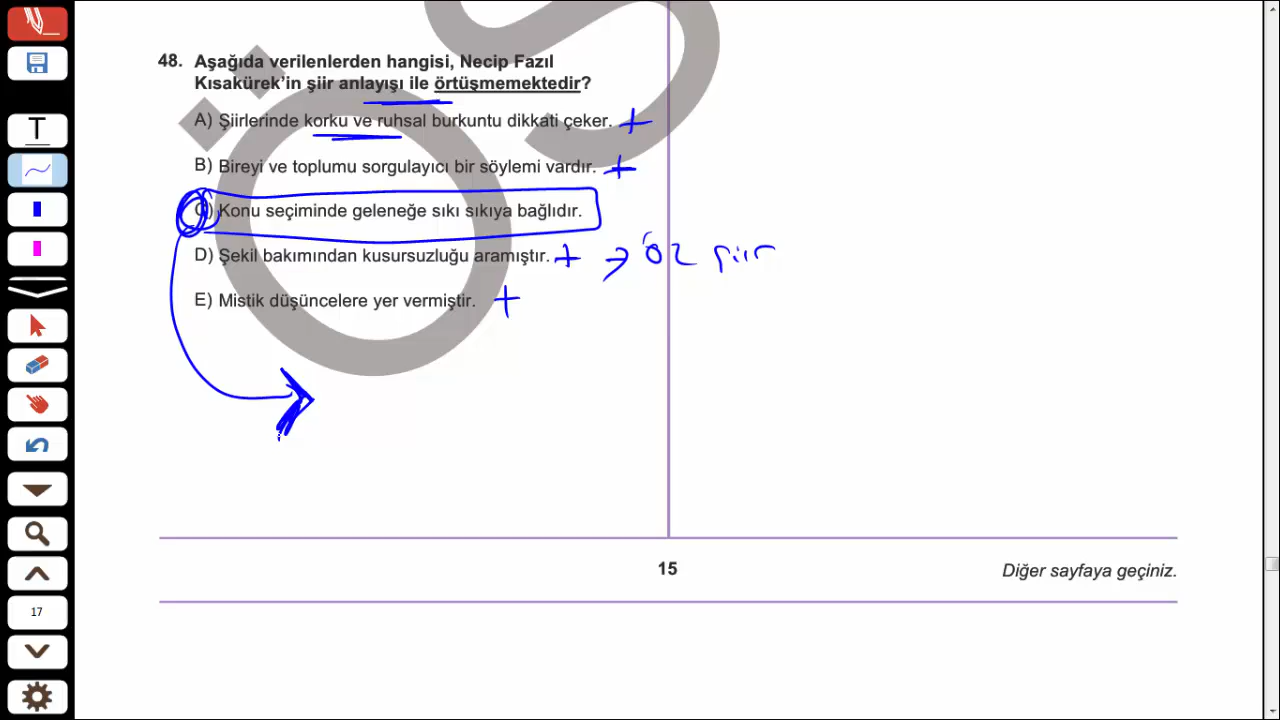 48. Aşağıda verilenlerden hangisi, Necip Fazıl
Kısakürek'in şiir anlayışı ile örtüşmemektedir?
A) Şiirlerinde korku ve ruhsal burkuntu dikkati çeker. +
B) Bireyi ve toplumu sorgulayıcı bir söylemi vardır. +
C) Konu seçiminde geleneğe sıkı sıkıya bağlıdır.
D) Şekil bakımından kusursuzluğu aramıştır. + → öz şiir
E) Mistik düşüncelere yer vermiştir. +
15
Diğer sayfaya geçiniz.
T
17